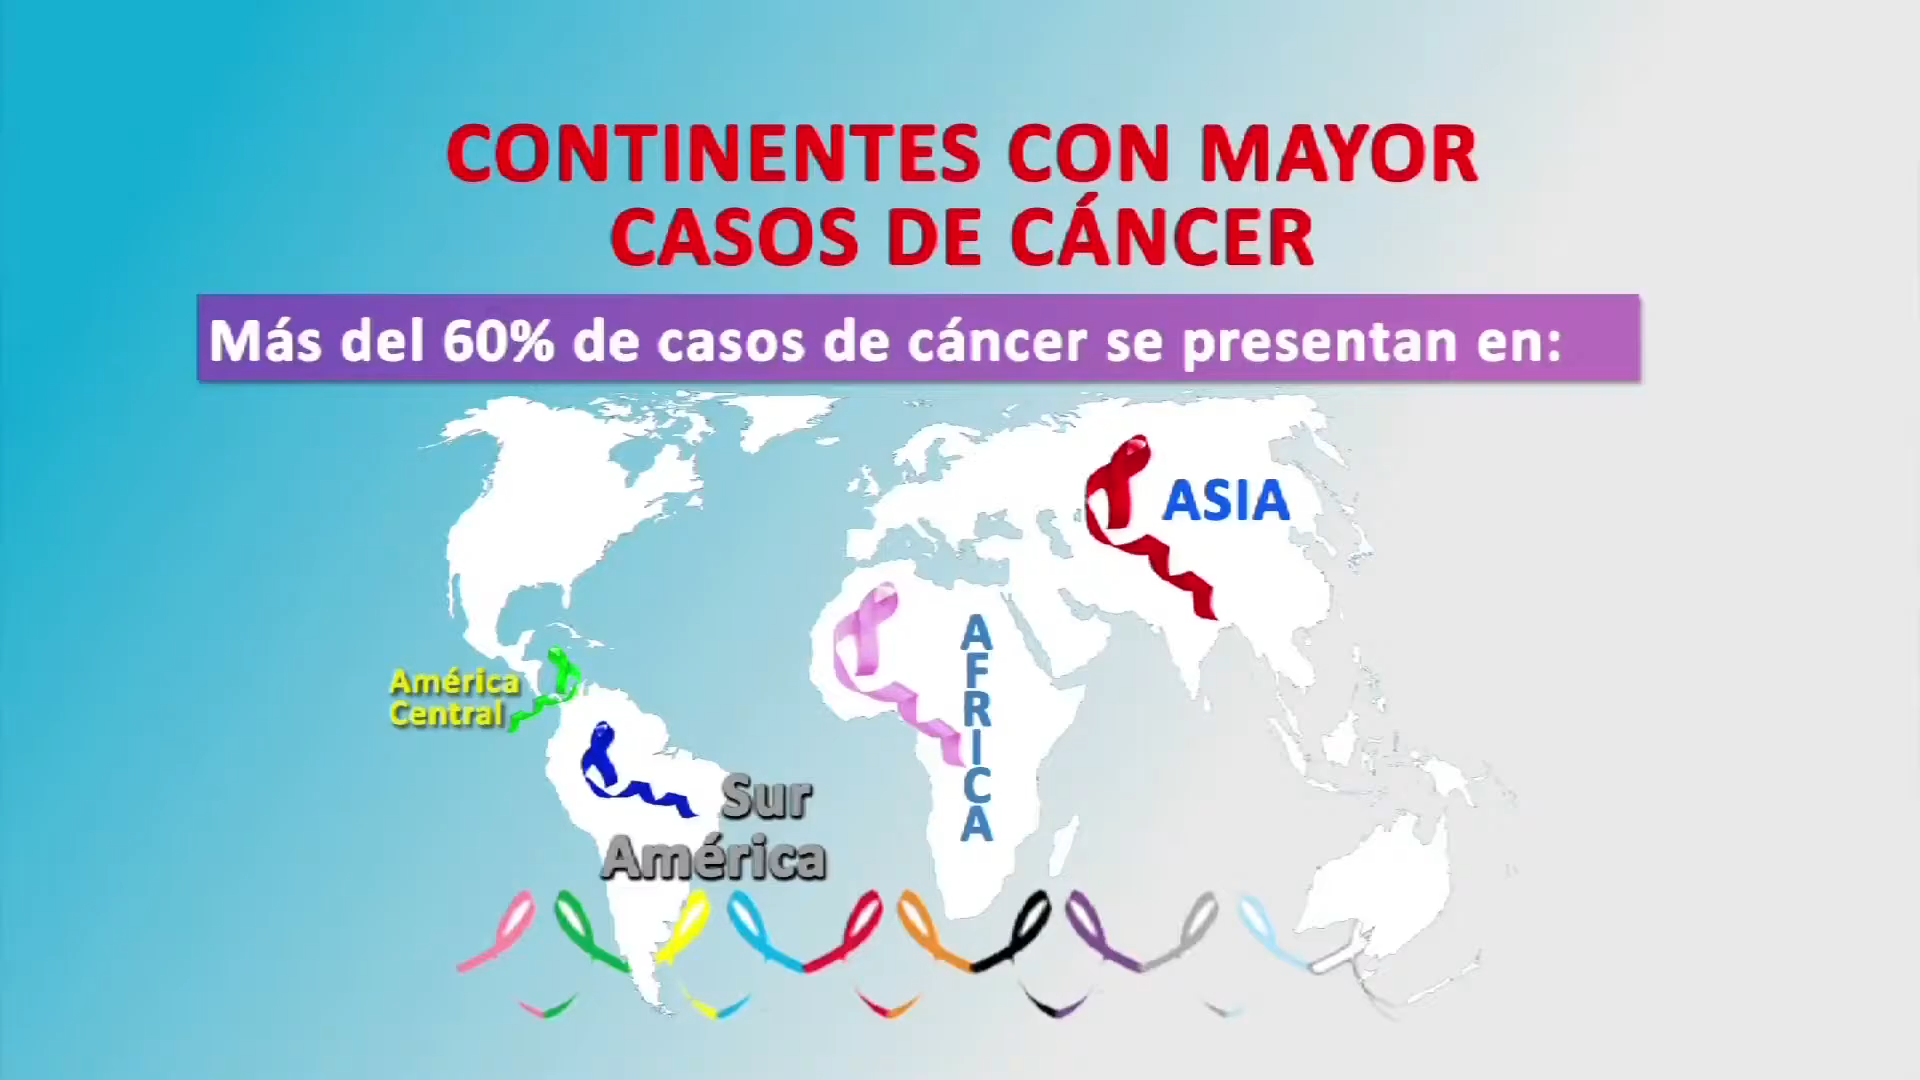 CONTINENTES CON MAYOR
CASOS DE CÁNCER
Más del 60% de casos de cáncer se presentan en:
ASIA
AFRICA
América
Central
Sur
América